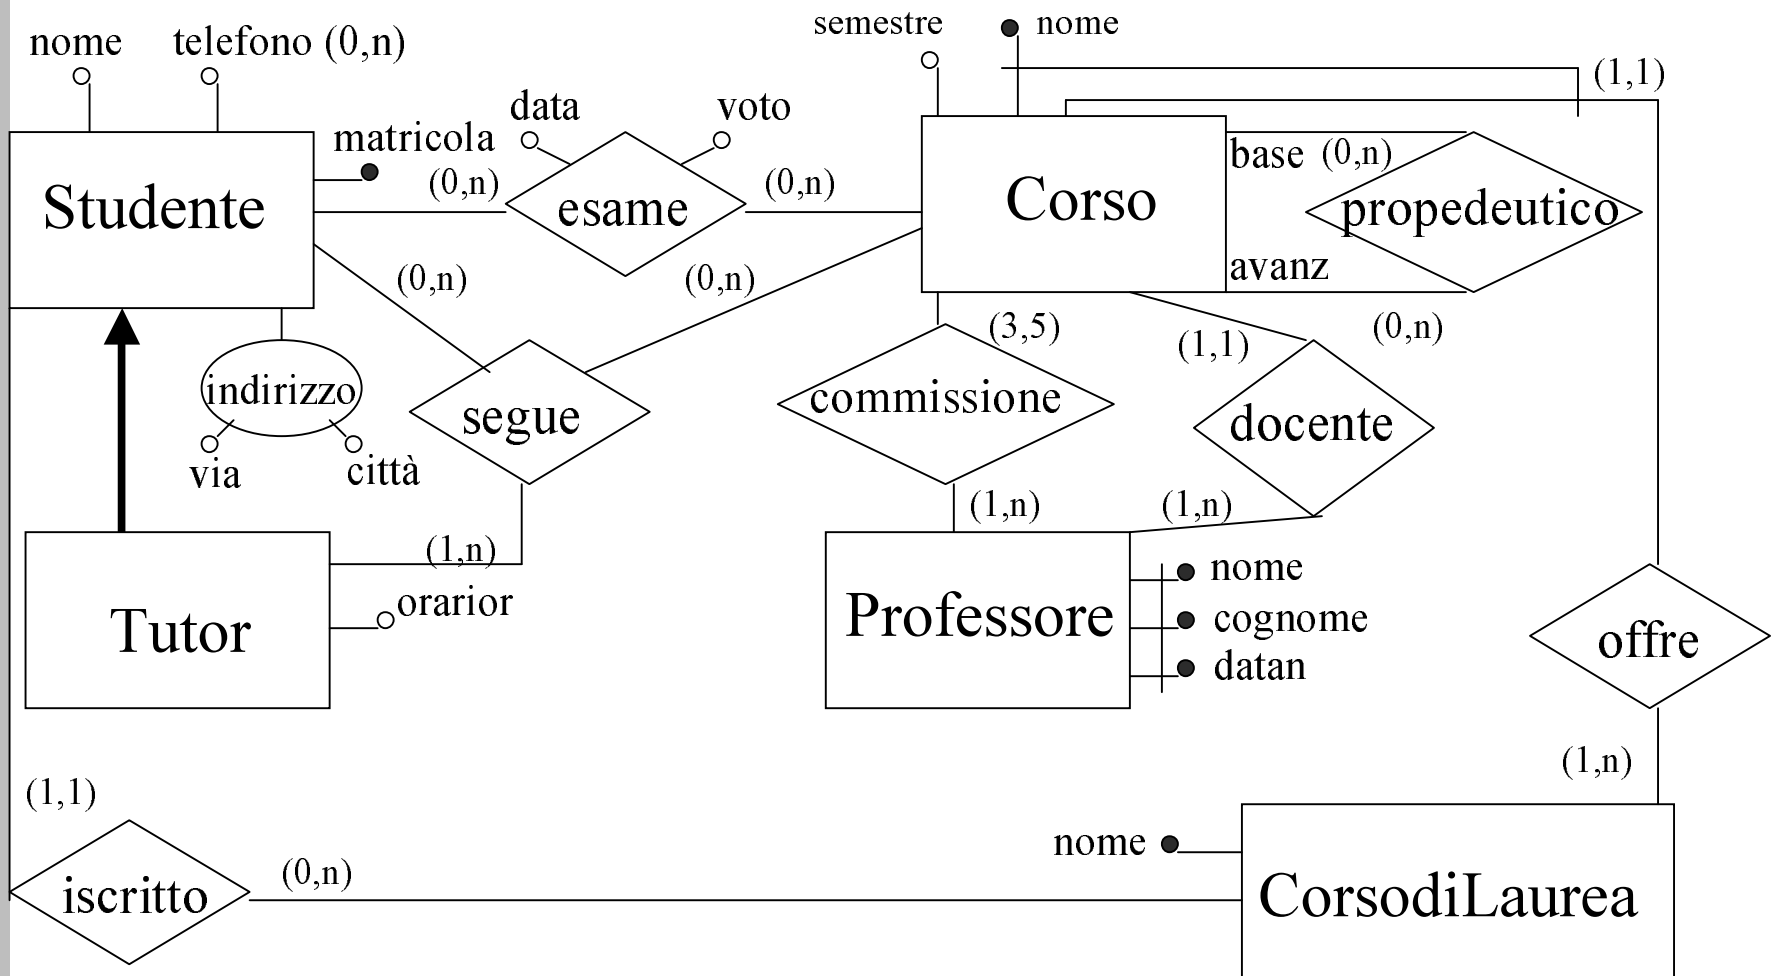 semestre
nome
nome
telefono (0,n)
(1,1)
data
voto
matricola
base (0,n)
(0,n)
(0,n)
Studente
esame
Corso
propedeutico
avanz
(0,n)
(0,n)
(3,5)
(0,n)
(1,1)
indirizzo
commissione
segue
docente
via
città
(1,n)
(1,n)
(1,n)
nome
orarior
Professore
cognome
Tutor
offre
datan
(1,n)
(1,1)
nome
(0,n)
iscritto
CorsodiLaurea